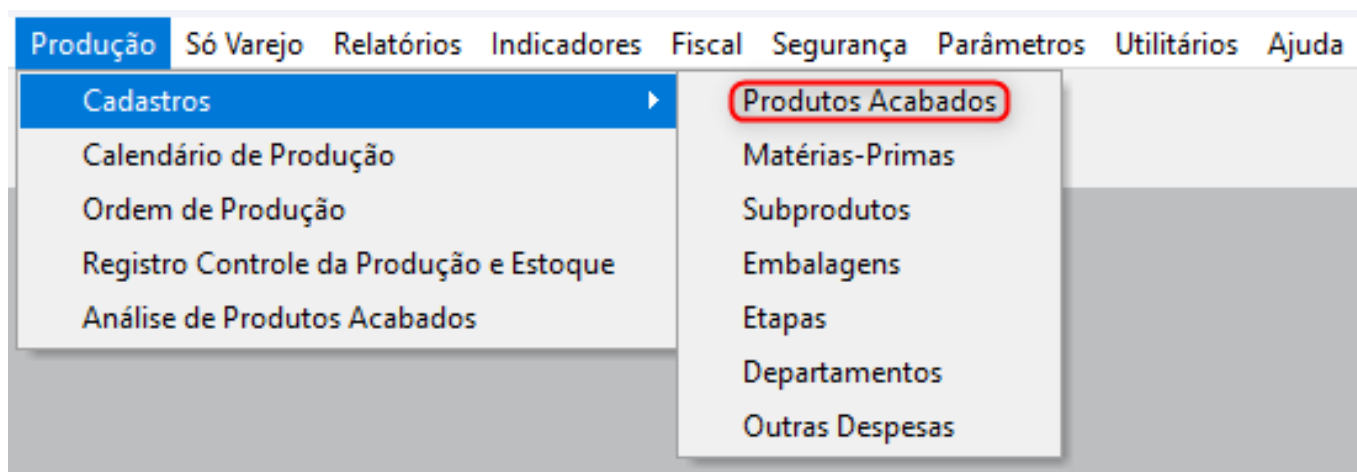 Produção Só Varejo Relatórios Indicadores Fiscal Segurança Parâmetros Utilitários Ajuda
Cadastros
Calendário de Produção
Ordem de Produção
Registro Controle da Produção e Estoque
Análise de Produtos Acabados
Produtos Acabados
Matérias-Primas
Subprodutos
Embalagens
Etapas
Departamentos
Outras Despesas